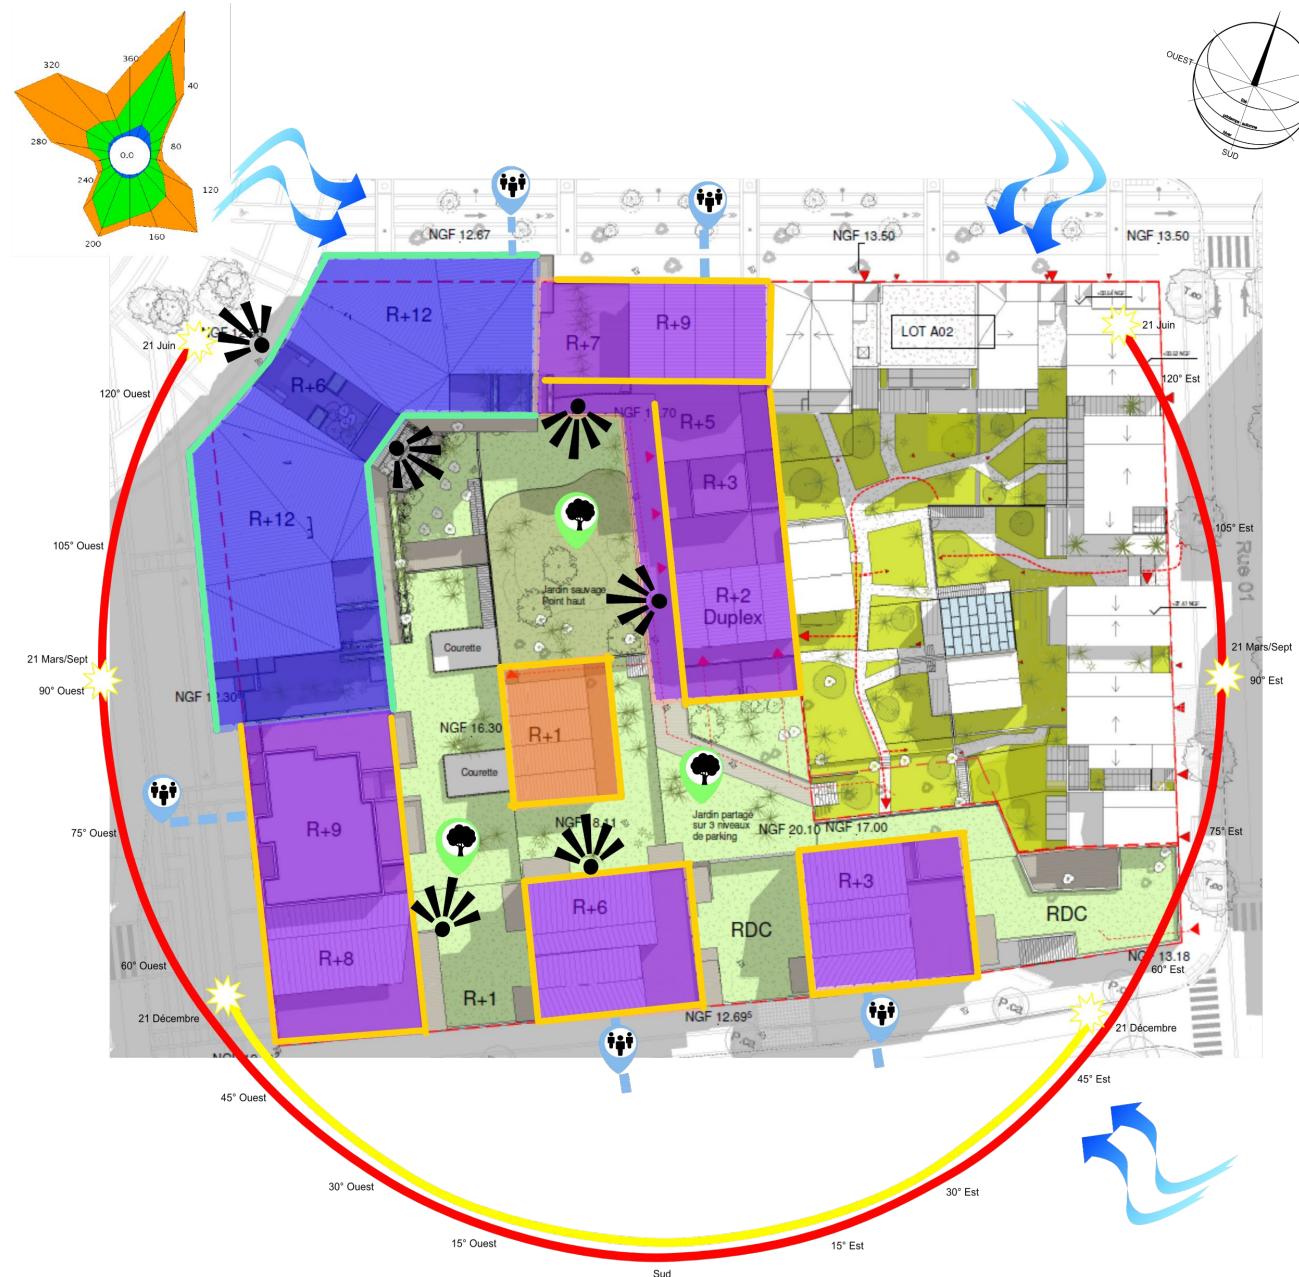 360
320
40
280
80
0.0
240
120
200
160
OUEST
SUD
NGF 12.67
NGF 13.50
NGF 13.50
R+12
R+9
R+7
LOT A02
21 Juin
21 Juin
R+6
120° Ouest
120° Est
R+5
R+3
R+12
105° Ouest
105° Est
Rue 01
Jardin sauvage
Point haut
R+2
Duplex
Courette
21 Mars/Sept
90° Ouest
21 Mars/Sept
90° Est
NGF 16.30
R+1
Courette
75° Ouest
R+9
Jardin partagé
sur 3 niveaux
de parking
NGF 20.10
NGF 17.00
75° Est
R+3
R+6
RDC
RDC
R+8
60° Ouest
NGF 13.18
60° Est
R+1
NGF 12.69⁵
P.ca
P.ca
21 Décembre
21 Décembre
45° Ouest
45° Est
30° Ouest
30° Est
15° Ouest
15° Est
Sud